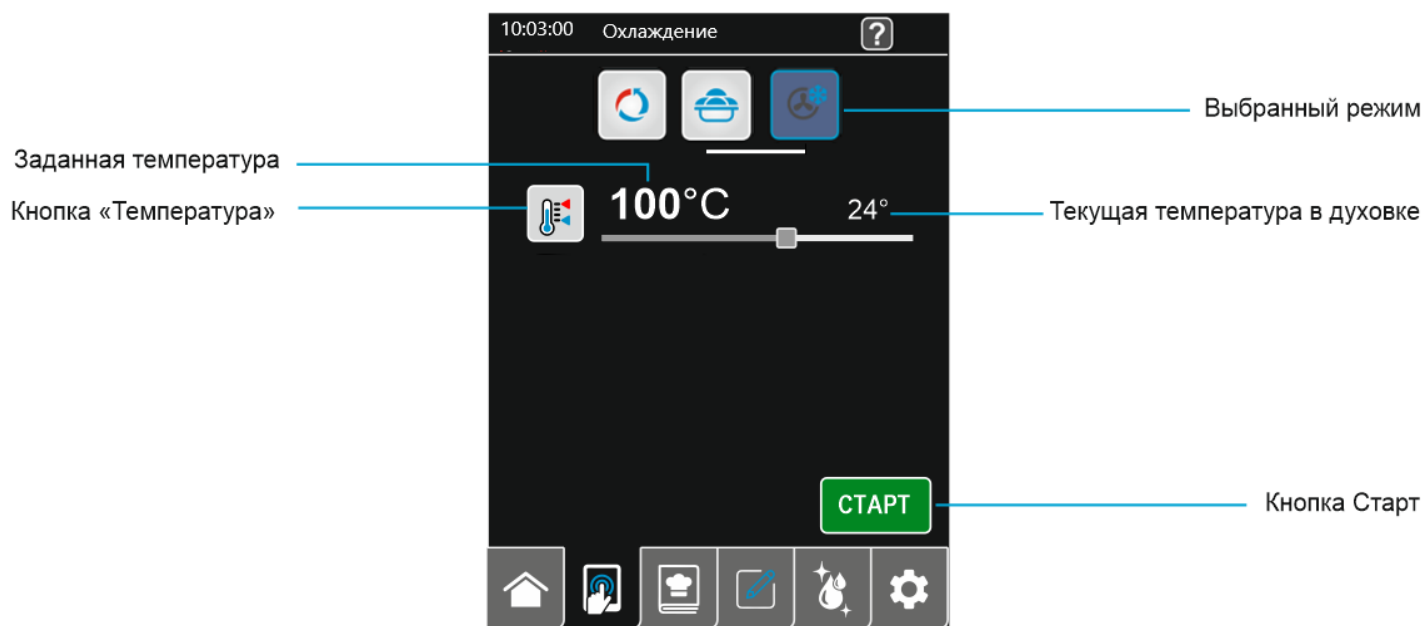 10:03:00 Охлаждение ?
Выбранный режим
Заданная температура
Кнопка «Температура»
100°C 24°
Текущая температура в духовке
СТАРТ
Кнопка Старт